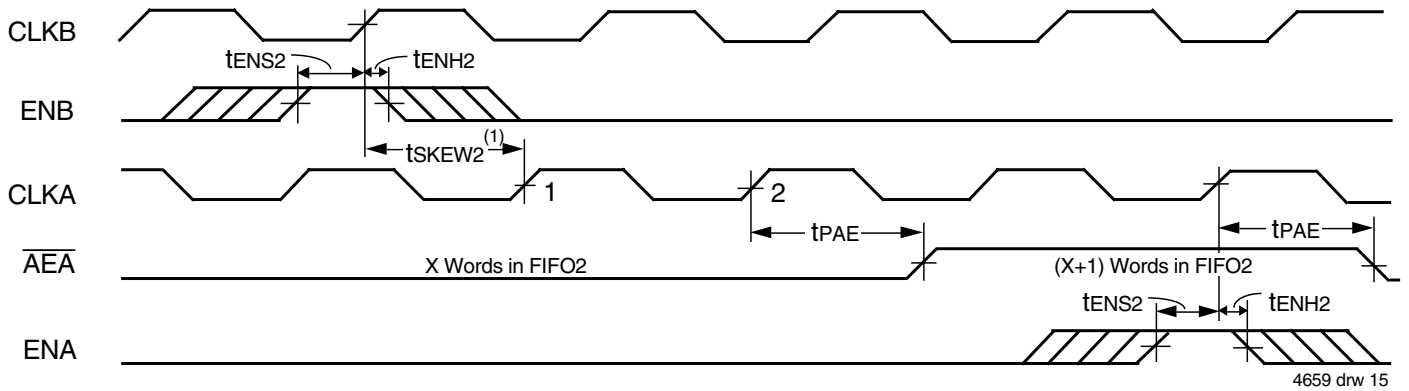 CLKB
tENS2 tENH2
ENB
tSKEW2(1)
CLKA 1 2
tPAE tPAE
AEA X Words in FIFO2 (X+1) Words in FIFO2
tENS2 tENH2
ENA
4659 drw 15